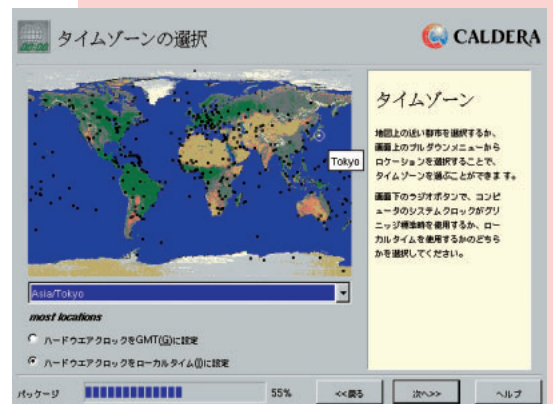 00:00
タイムゾーンの選択
CALDERA
Tokyo
タイムゾーン
地図上の近い都市を選択するか、
画面上のプルダウンメニューから
ロケーションを選択することで、
タイムゾーンを選ぶことができます。
画面下のラジオボタンで、コンピ
ュータのシステムクロックがグリ
ニッジ標準時を使用するか、ロー
カルタイムを使用するかのどちら
かを選択してください。
Asia/Tokyo
most locations
ハードウエアクロックをGMT(G)に設定
ハードウエアクロックをローカルタイム(l)に設定
パッケージ 55% <<戻る 次へ>> ヘルプ